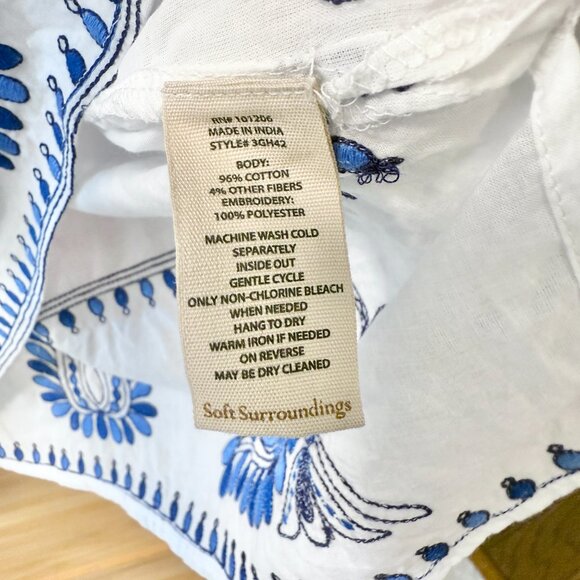 RN# 101206
MADE IN INDIA
STYLE# 3GH42
BODY:
96% COTTON
4% OTHER FIBERS
EMBROIDERY:
100% POLYESTER
MACHINE WASH COLD
SEPARATELY
INSIDE OUT
GENTLE CYCLE
ONLY NON-CHLORINE BLEACH
WHEN NEEDED
HANG TO DRY
WARM IRON IF NEEDED
ON REVERSE
MAY BE DRY CLEANED
Soft Surroundings